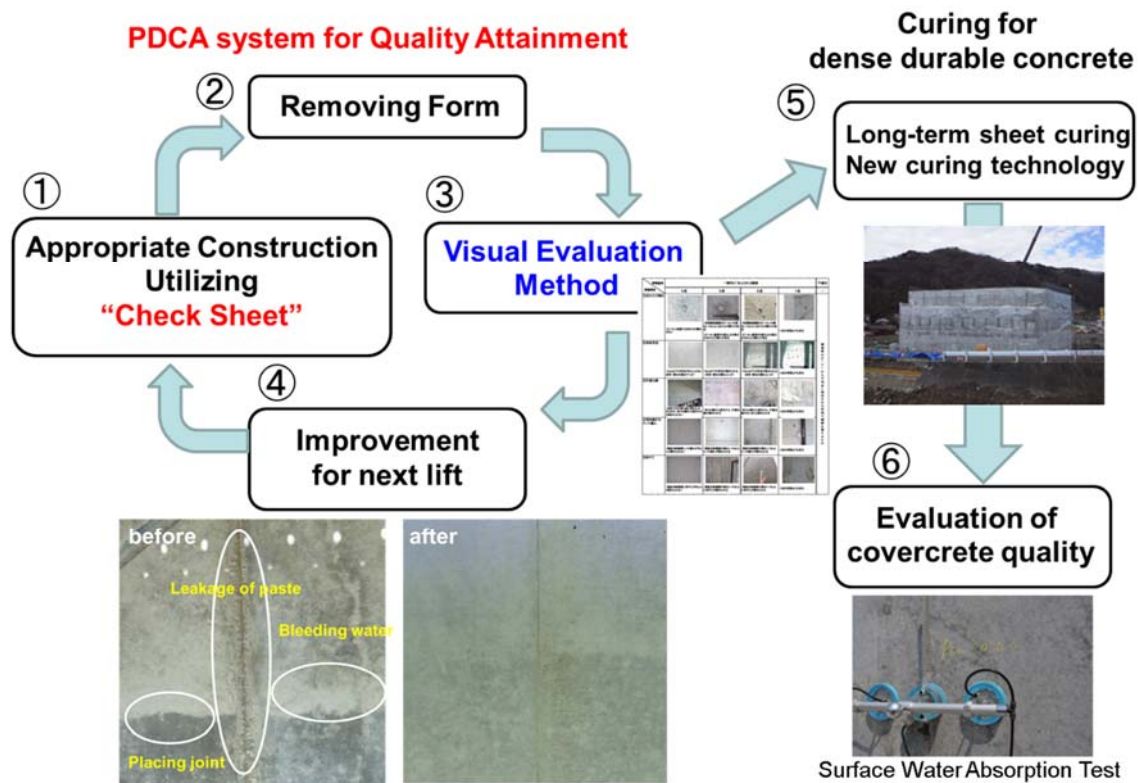 PDCA system for Quality Attainment
Curing for
dense durable concrete
②
Removing Form
⑤
Long-term sheet curing
New curing technology
①
Appropriate Construction
Utilizing
“Check Sheet”
③
Visual Evaluation
Method
④
Improvement
for next lift
⑥
Evaluation of
covercrete quality
before
Leakage of paste
Bleeding water
Placing joint
after
Surface Water Absorption Test